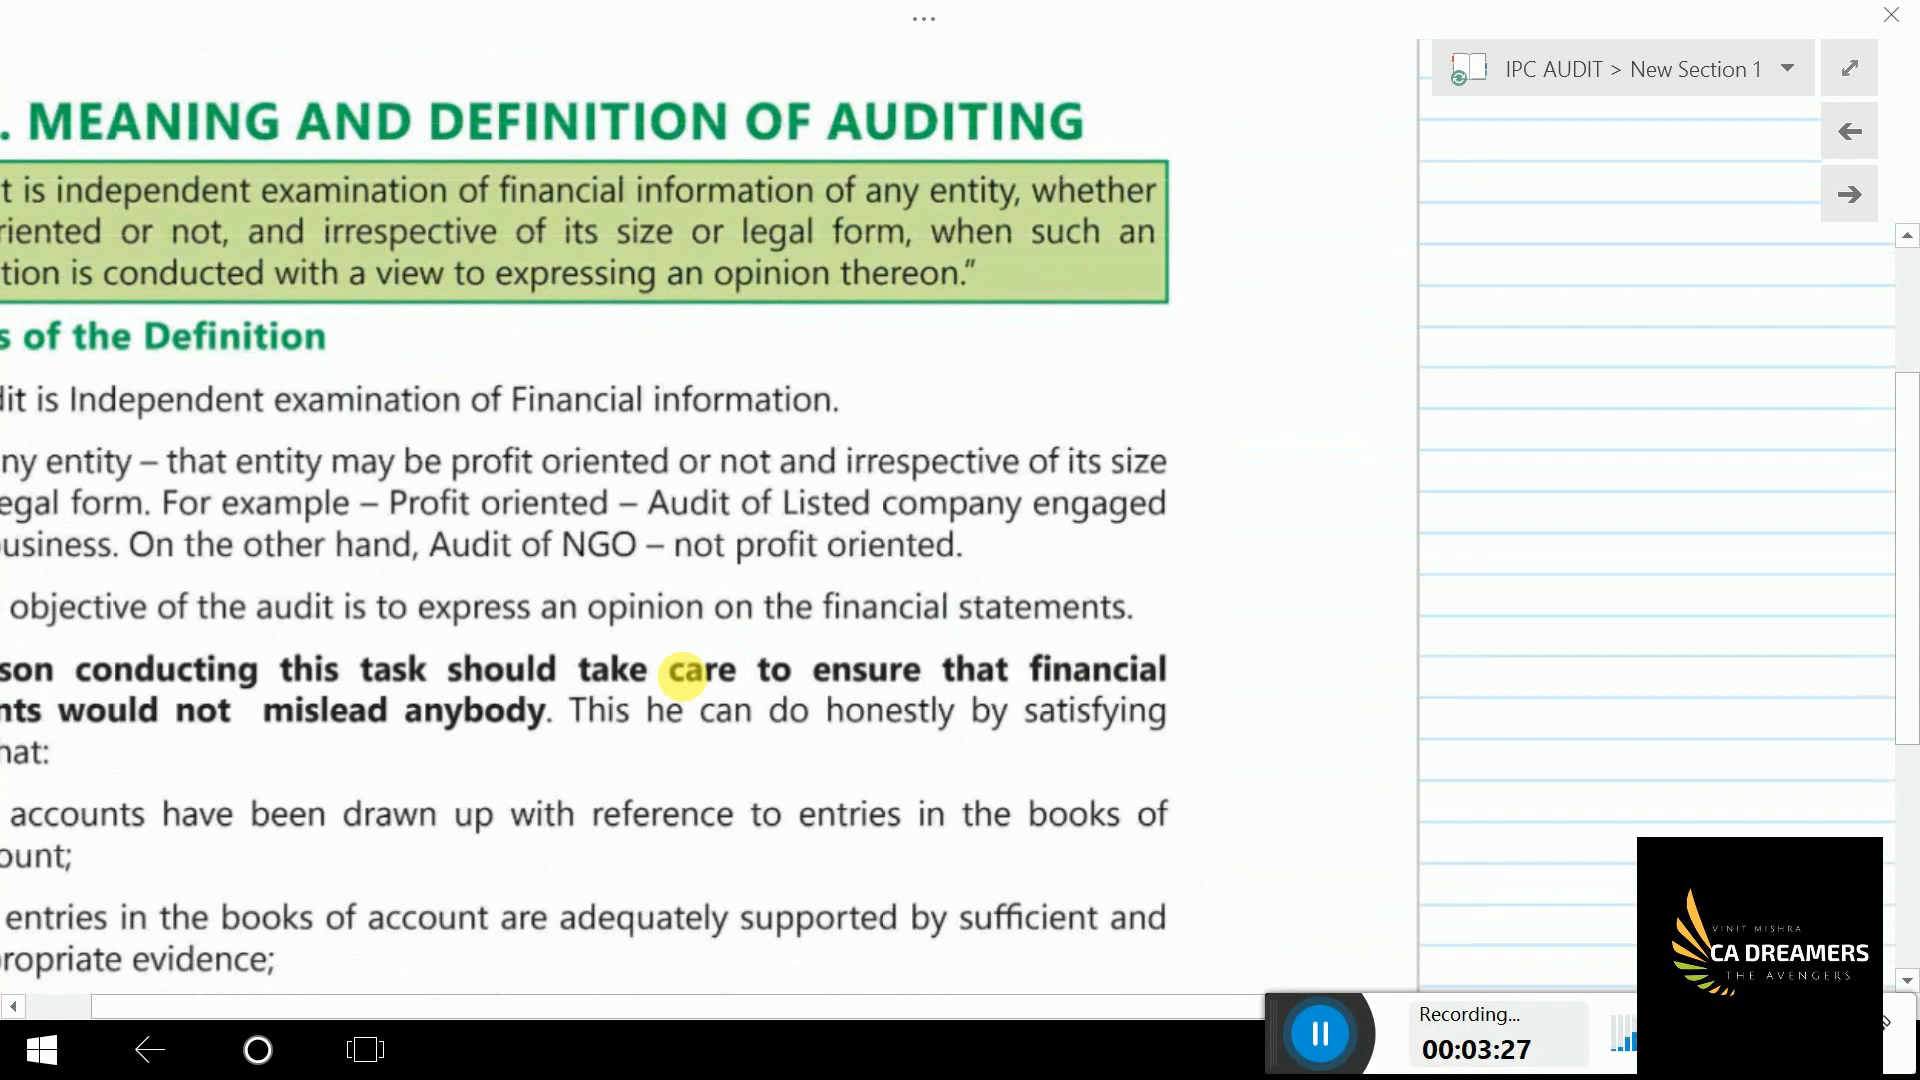 IPC AUDIT > New Section 1
. MEANING AND DEFINITION OF AUDITING
t is independent examination of financial information of any entity, whether
riented or not, and irrespective of its size or legal form, when such an
tion is conducted with a view to expressing an opinion thereon.”
s of the Definition
dit is Independent examination of Financial information.
ny entity – that entity may be profit oriented or not and irrespective of its size
egal form. For example – Profit oriented – Audit of Listed company engaged
business. On the other hand, Audit of NGO – not profit oriented.
objective of the audit is to express an opinion on the financial statements.
son conducting this task should take care to ensure that financial
nts would not mislead anybody. This he can do honestly by satisfying
hat:
accounts have been drawn up with reference to entries in the books of
ount;
entries in the books of account are adequately supported by sufficient and
ropriate evidence;
VINIT MISHRA
CA DREAMERS
THE AVENGERS
Recording...
00:03:27